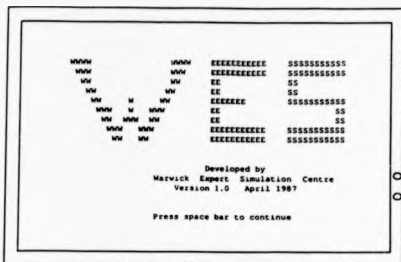 WES
Developed by
Warwick Expert Simulation Centre
Version 1.0 April 1987
Press space bar to continue